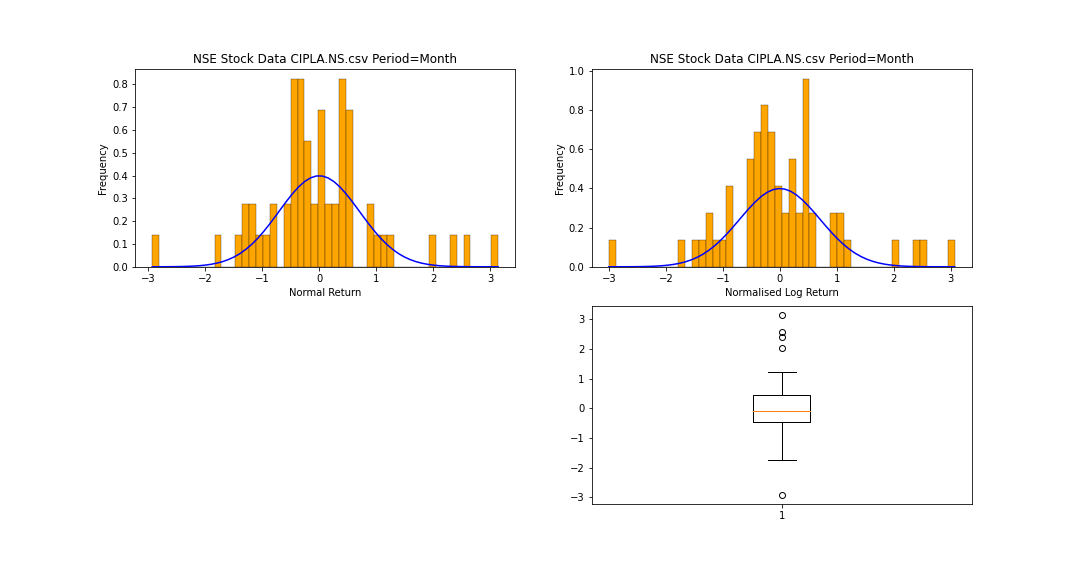 NSE Stock Data CIPLA.NS.csv Period=Month
0.8
0.7
0.6
0.5
0.4
0.3
0.2
0.1
0.0
Frequency
−3 −2 −1 0 1 2 3
Normal Return
NSE Stock Data CIPLA.NS.csv Period=Month
1.0
0.8
0.6
0.4
0.2
0.0
Frequency
−3 −2 −1 0 1 2 3
Normalised Log Return
3
2
1
0
−1
−2
−3
1